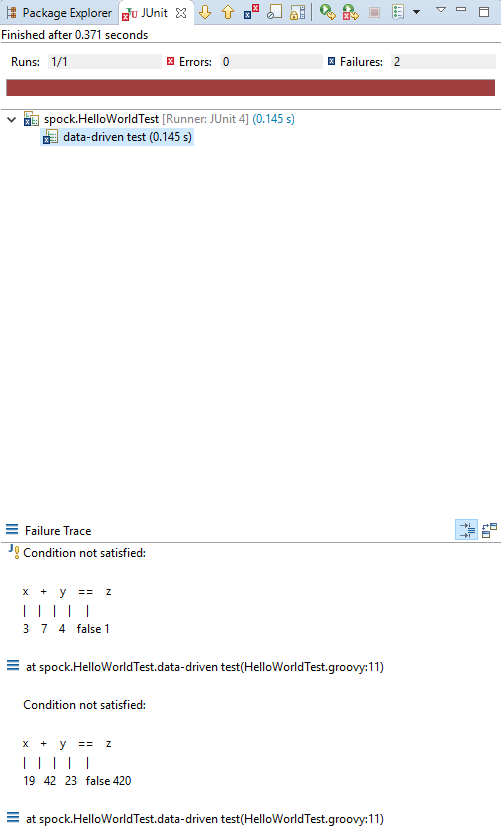 Package Explorer JUnit
Finished after 0.371 seconds
Runs: 1/1 Errors: 0 Failures: 2
spock.HelloWorldTest [Runner: JUnit 4] (0.145 s)
data-driven test (0.145 s)
Failure Trace
Condition not satisfied:
x + y == z
| | | | |
3 7 4 false 1
at spock.HelloWorldTest.data-driven test(HelloWorldTest.groovy:11)
Condition not satisfied:
x + y == z
| | | | |
19 42 23 false 420
at spock.HelloWorldTest.data-driven test(HelloWorldTest.groovy:11)